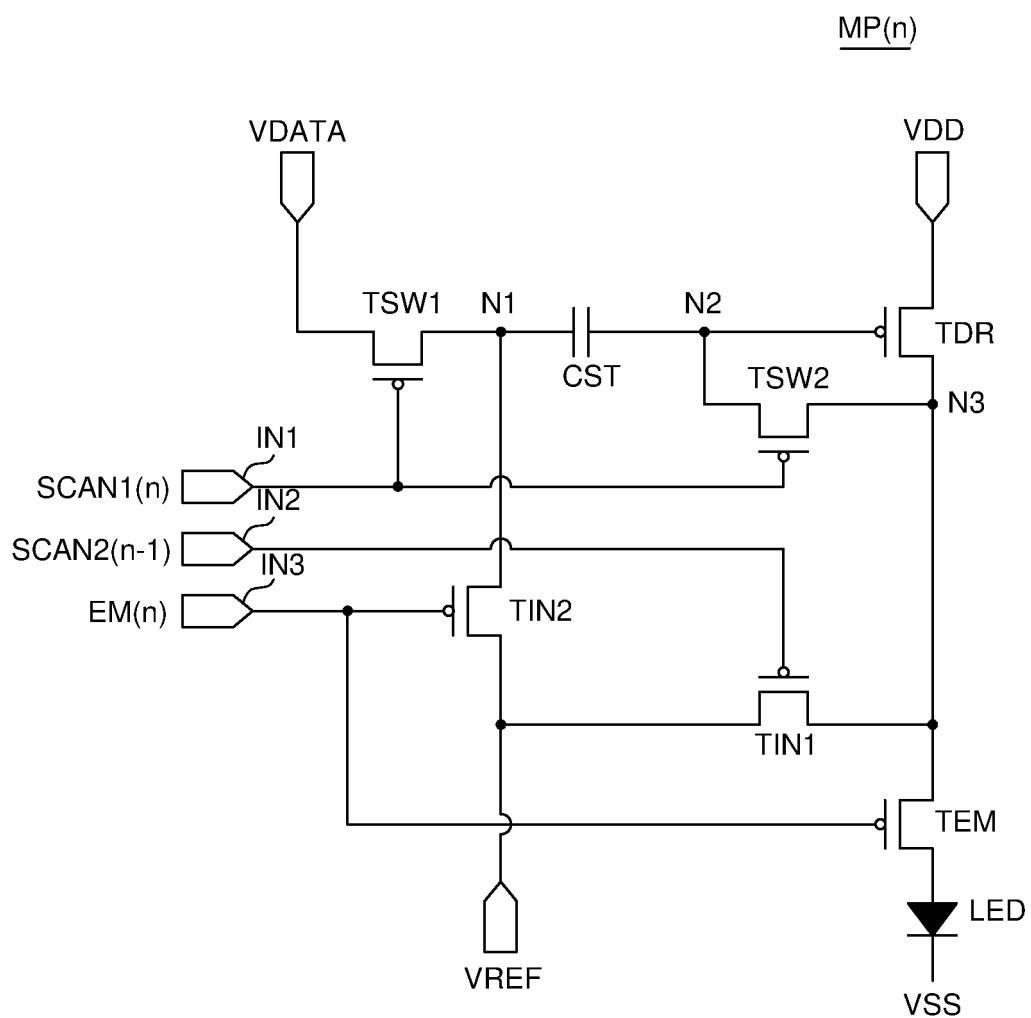 MP(n)
VDATA
VDD
TSW1
N1
N2
TDR
CST
TSW2
N3
IN1
SCAN1(n)
IN2
SCAN2(n-1)
IN3
EM(n)
TIN2
TIN1
TEM
LED
VREF
VSS